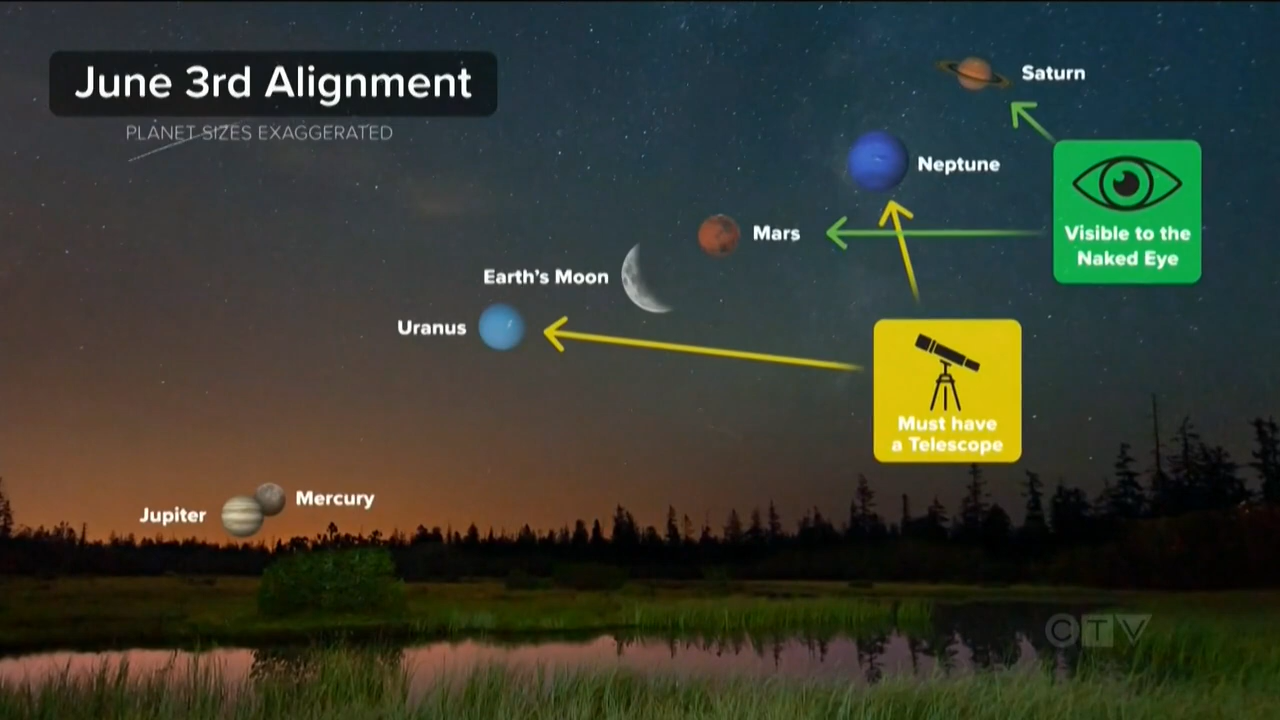 June 3rd Alignment
PLANET SIZES EXAGGERATED
Saturn
Neptune
Mars
Visible to the
Naked Eye
Earth's Moon
Uranus
Must have
a Telescope
Mercury
Jupiter
CTV